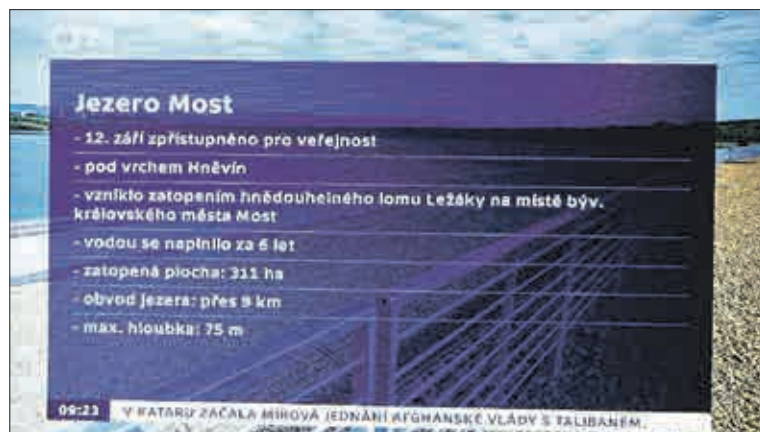 Jezero Most
- 12. září zpřístupněno pro veřejnost
- pod vrchem Hněvín
- vzniklo zatopením hnědouhelného lomu Ležáky na místě býv.
královského města Most
- vodou se naplnilo za 6 let
- zatopená plocha: 311 ha
- obvod jezera: přes 9 km
- max. hloubka: 75 m
09:23 V KATARU ZAČALA MÍROVÁ JEDNÁNÍ AFGHÁNSKÉ VLÁDY S TALIBANEM.